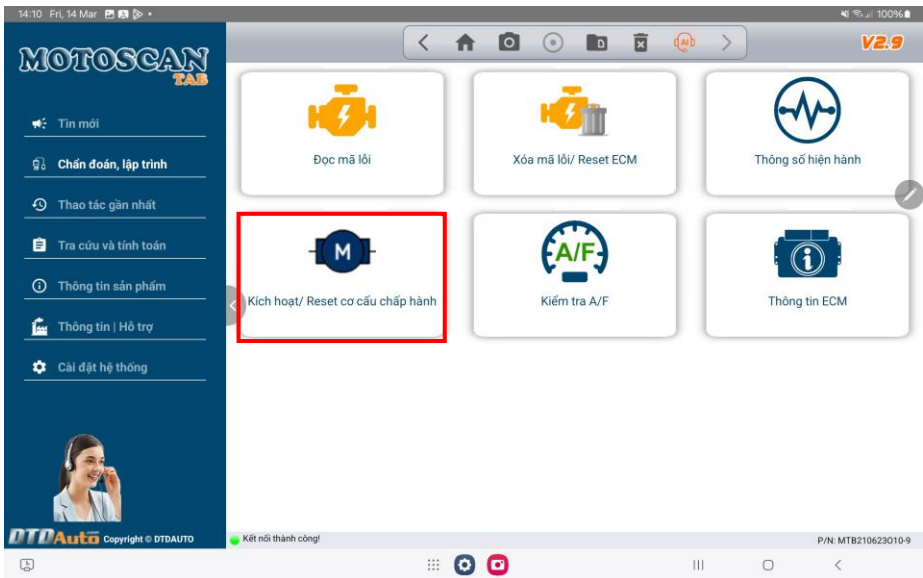 14:10 Fri, 14 Mar
100%
MOTOSCAN
TAB
V2.9
Tin mới
Chẩn đoán, lập trình
Thao tác gần nhất
Tra cứu và tính toán
Thông tin sản phẩm
Thông tin | Hỗ trợ
Cài đặt hệ thống
Đọc mã lỗi
Xóa mã lỗi/ Reset ECM
Thông số hiện hành
M
A/F
Kích hoạt/ Reset cơ cấu chấp hành
Kiểm tra A/F
Thông tin ECM
DTDAuto.com Copyright © DTDAUTO
Kết nối thành công!
P/N: MTB210623010-9